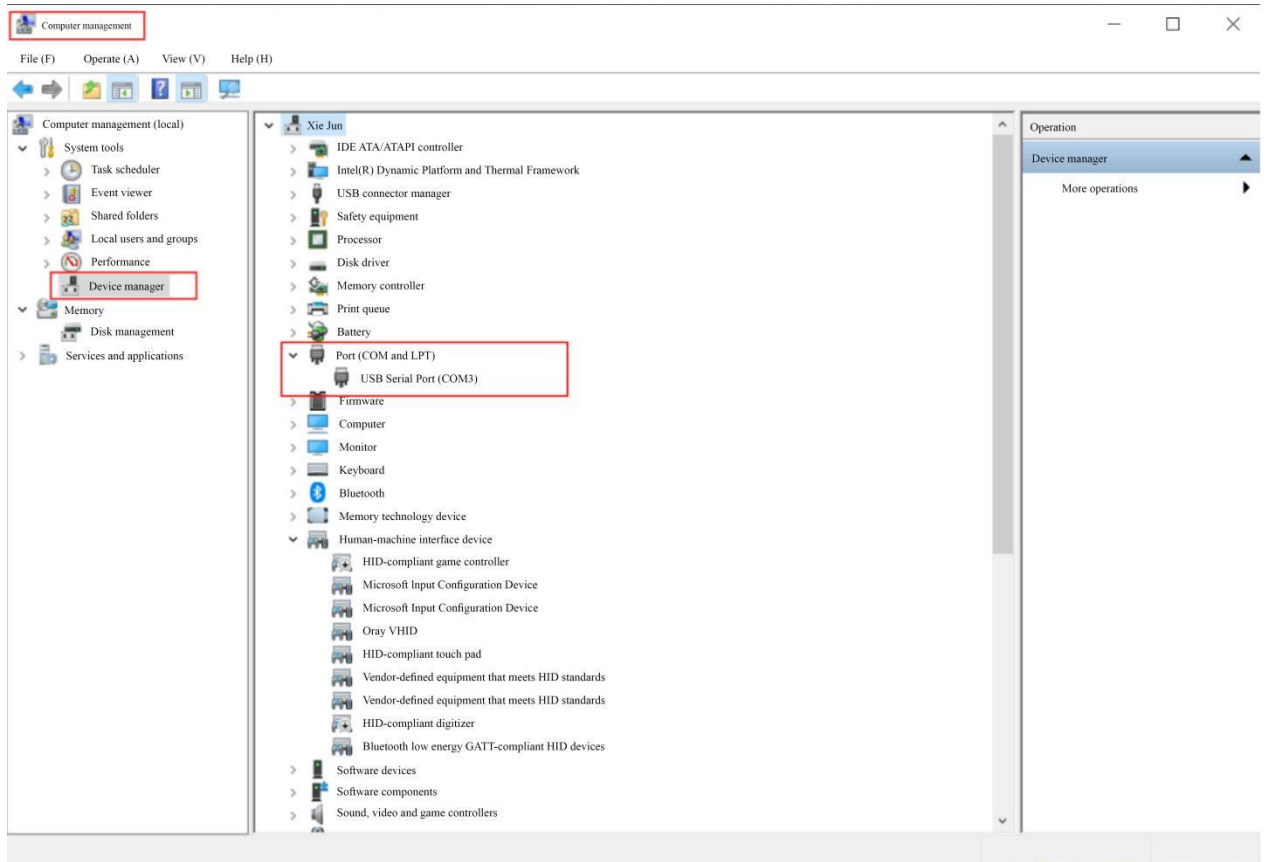 Computer management
File (F) Operate (A) View (V) Help (H)
Computer management (local)
System tools
Task scheduler
Event viewer
Shared folders
Local users and groups
Performance
Device manager
Memory
Disk management
Services and applications
Xie Jun
IDE ATA/ATAPI controller
Intel(R) Dynamic Platform and Thermal Framework
USB connector manager
Safety equipment
Processor
Disk driver
Memory controller
Print queue
Battery
Port (COM and LPT)
USB Serial Port (COM3)
Firmware
Computer
Monitor
Keyboard
Bluetooth
Memory technology device
Human-machine interface device
HID-compliant game controller
Microsoft Input Configuration Device
Microsoft Input Configuration Device
Oray VHID
HID-compliant touch pad
Vendor-defined equipment that meets HID standards
Vendor-defined equipment that meets HID standards
HID-compliant digitizer
Bluetooth low energy GATT-compliant HID devices
Software devices
Software components
Sound, video and game controllers
Operation
Device manager
More operations